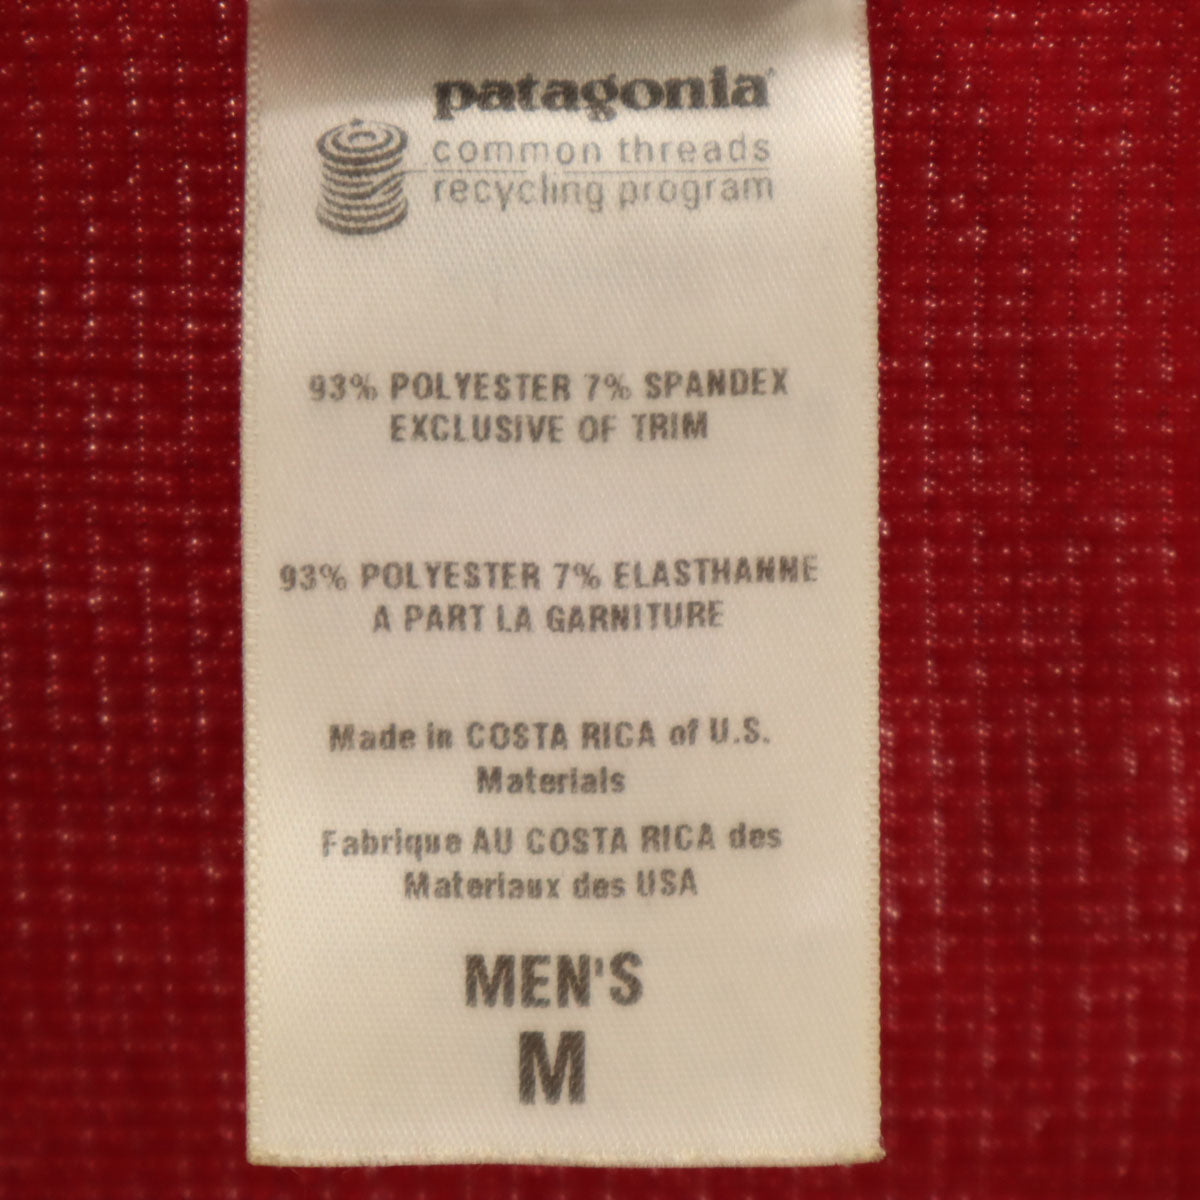 patagonia
common threads
recycling program
93% POLYESTER 7% SPANDEX
EXCLUSIVE OF TRIM
93% POLYESTER 7% ELASTHANNE
A PART LA GARNITURE
Made in COSTA RICA of U.S.
Materials
Fabrique AU COSTA RICA des
Materiaux des USA
MEN'S
M